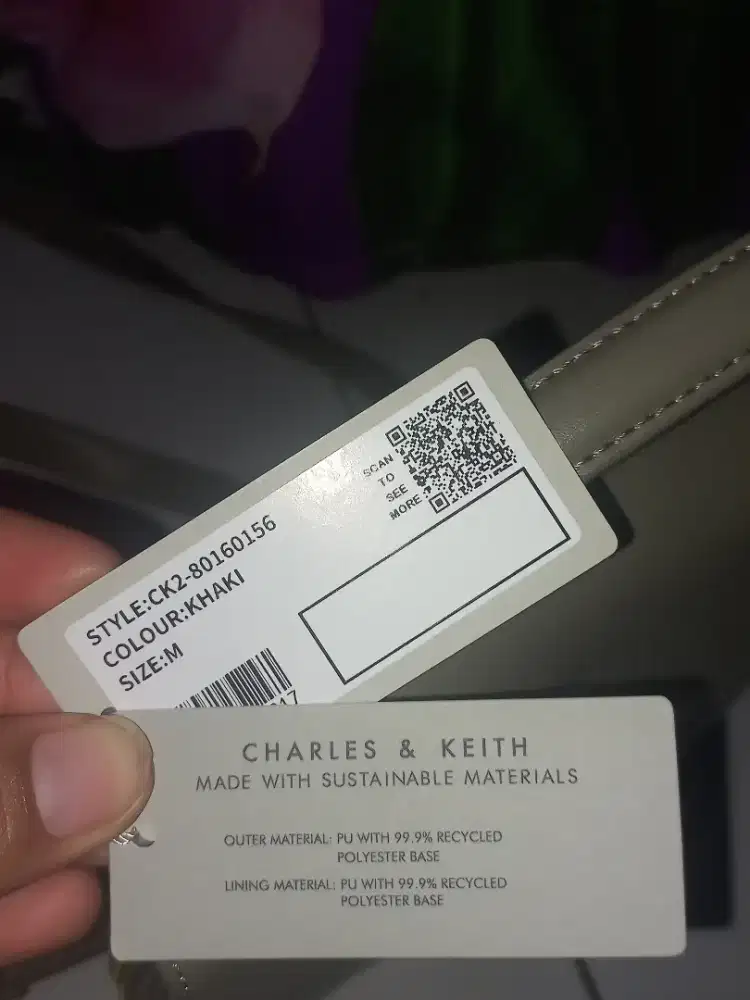 SCAN
TO
SEE
MORE
STYLE:CK2-80160156
COLOUR:KHAKI
SIZE:M
17
CHARLES & KEITH
MADE WITH SUSTAINABLE MATERIALS
OUTER MATERIAL: PU WITH 99.9% RECYCLED
POLYESTER BASE
LINING MATERIAL: PU WITH 99.9% RECYCLED
POLYESTER BASE